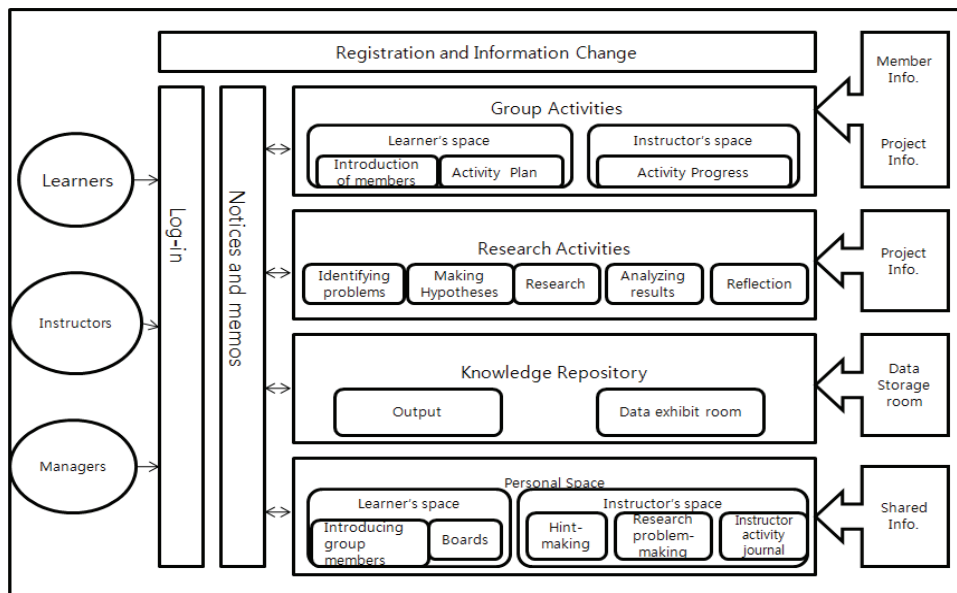 Registration and Information Change
Learners
Instructors
Managers
Log-in
Notices and memos
Group Activities
Learner's space
Introduction
of members
Activity Plan
Instructor's space
Activity Progress
Member
Info.
Project
Info.
Research Activities
Identifying
problems
Making
Hypotheses
Research
Analyzing
results
Reflection
Project
Info.
Knowledge Repository
Output
Data exhibit room
Data
Storage
room
Personal Space
Learner's space
Introducing
group
members
Boards
Instructor's space
Hint-
making
Research
problem-
making
Instructor
activity
journal
Shared
Info.